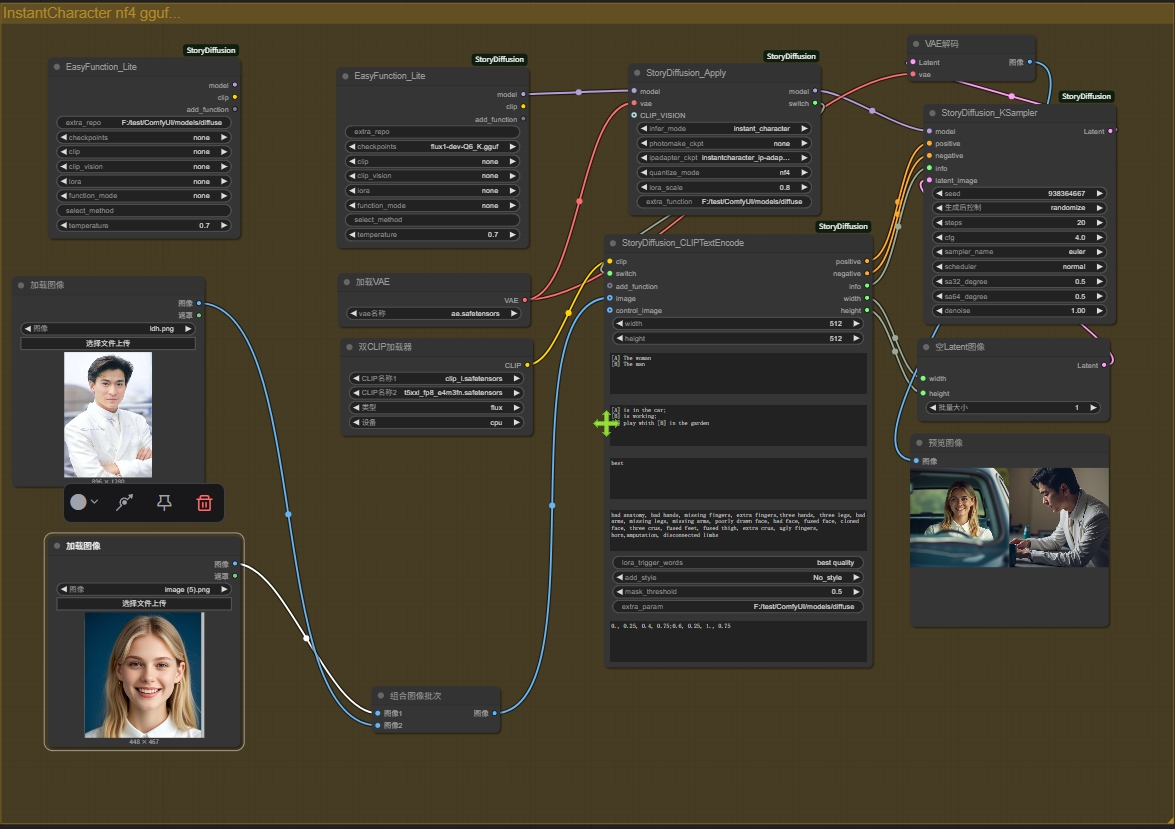 InstantCharacter nf4 gguf...
StoryDiffusion
EasyFunction_Lite
model
clip
add_function
extra_repo F:/test/ComfyUI/models/diffuse
checkpoints none
clip none
clip_vision none
lora none
function_mode none
select_method
temperature 0.7
StoryDiffusion
EasyFunction_Lite
model
clip
add_function
extra_repo
checkpoints flux1-dev-Q6_K.gguf
clip none
clip_vision none
lora none
function_mode none
select_method
temperature 0.7
StoryDiffusion
StoryDiffusion_Apply
model model
vae switch
CLIP_VISION
infer_mode instant_character
photomake_ckpt none
ipadapter_ckpt instantcharacter_ip-adap...
quantize_mode nf4
lora_scale 0.8
extra_function F:/test/ComfyUI/models/diffuse
VAE解码
Latent 图像
vae
StoryDiffusion
StoryDiffusion_KSampler
model Latent
positive
negative
info
latent_image
seed 938364667
生成后控制 randomize
steps 20
cfg 4.0
sampler_name euler
scheduler normal
sa32_degree 0.5
sa64_degree 0.5
denoise 1.00
加载图像
图像
遮罩
图像 ldh.png
选择文件上传
896 × 1280
加载VAE
VAE
vae名称 ae.safetensors
双CLIP加载器
CLIP
CLIP名称1 clip_l.safetensors
CLIP名称2 t5xxl_fp8_e4m3fn.safetensors
类型 flux
设备 cpu
StoryDiffusion
StoryDiffusion_CLIPTextEncode
clip positive
switch negative
add_function info
image width
control_image height
width 512
height 512
[A] The woman
[B] The man
[A] is in the car;
is working;
play whith [B] in the garden
best
bad anatomy, bad hands, missing fingers, extra fingers,three hands, three legs, bad
arms, missing legs, missing arms, poorly drawn face, bad face, fused face, cloned
face, three crus, fused feet, fused thigh, extra crus, ugly fingers,
horn,amputation, disconnected limbs
lora_trigger_words best quality
add_style No_style
mask_threshold 0.5
extra_param F:/test/ComfyUI/models/diffuse
0., 0.25, 0.4, 0.75;0.6, 0.25, 1., 0.75
空Latent图像
Latent
width
height
批量大小 1
预览图像
图像
加载图像
图像
遮罩
图像 image (5).png
选择文件上传
448 × 467
组合图像批次
图像1 图像
图像2